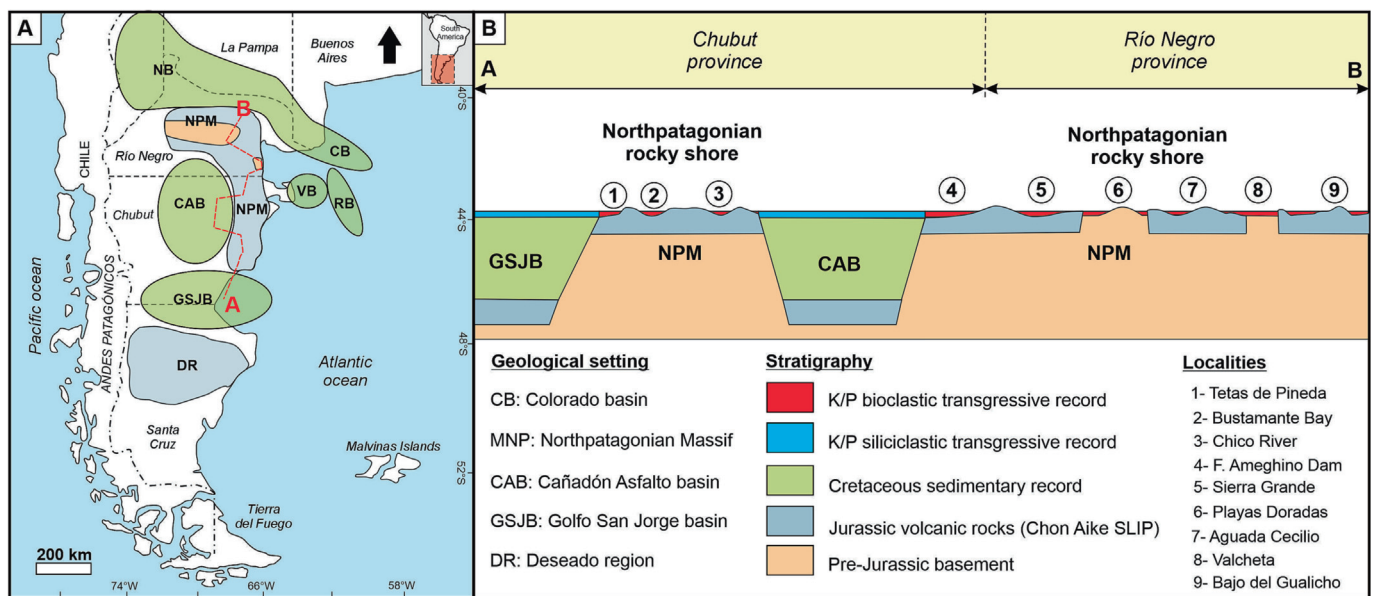 A
La Pampa
Buenos
Aires
South
America
NB
40°S
B
NPM
CHILE
Río Negro
CB
CAB
NPM
VB
RB
Chubut
44°S
Pacífic ocean
ANDES PATAGÓNICOS
GSJB
A
48°S
DR
Atlantic
ocean
Santa
Cruz
Malvinas Islands
52°S
Tierra
del Fuego
200 km
74°W
66°W
58°W
B
Chubut
province
Río Negro
province
A
B
Northpatagonian
rocky shore
Northpatagonian
rocky shore
1 2 3 4 5 6 7 8 9
GSJB
NPM
CAB
NPM
Geological setting
CB: Colorado basin
MNP: Northpatagonian Massif
CAB: Cañadón Asfalto basin
GSJB: Golfo San Jorge basin
DR: Deseado region
Stratigraphy
K/P bioclastic transgressive record
K/P siliciclastic transgressive record
Cretaceous sedimentary record
Jurassic volcanic rocks (Chon Aike SLIP)
Pre-Jurassic basement
Localities
1- Tetas de Pineda
2- Bustamante Bay
3- Chico River
4- F. Ameghino Dam
5- Sierra Grande
6- Playas Doradas
7- Aguada Cecilio
8- Valcheta
9- Bajo del Gualicho